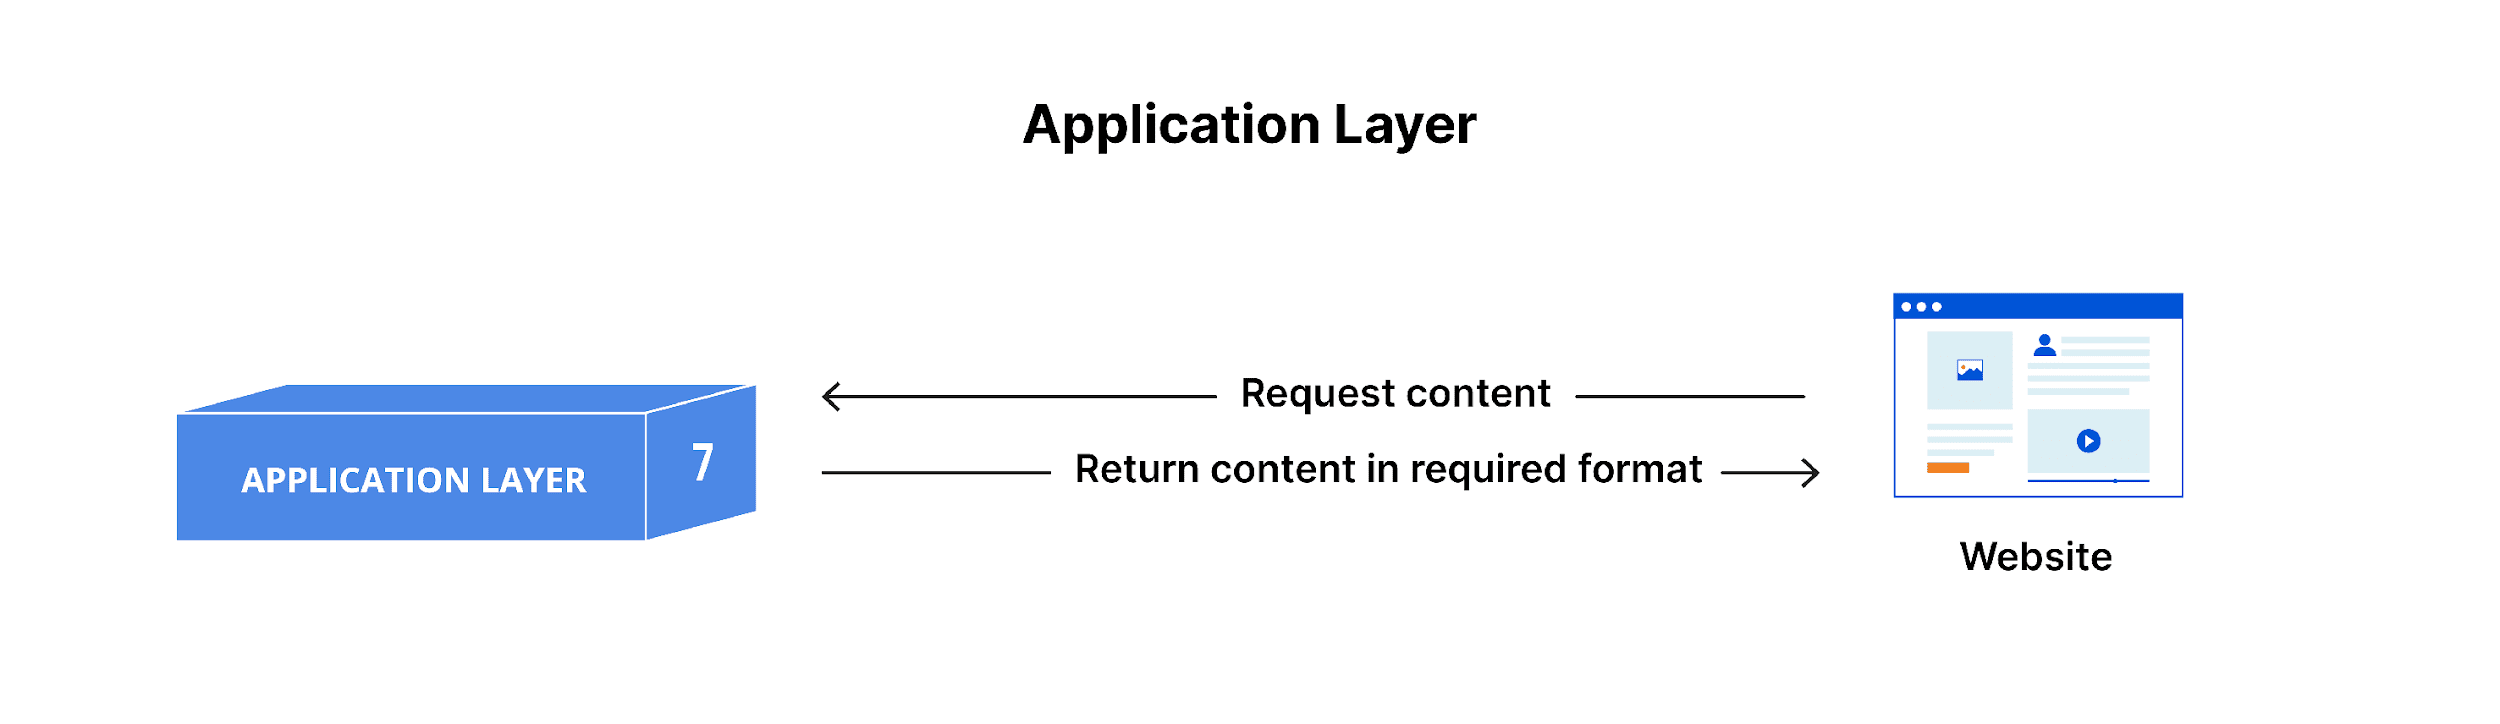 Application Layer
Request content
Return content in required format
APPLICATION LAYER
7
Website